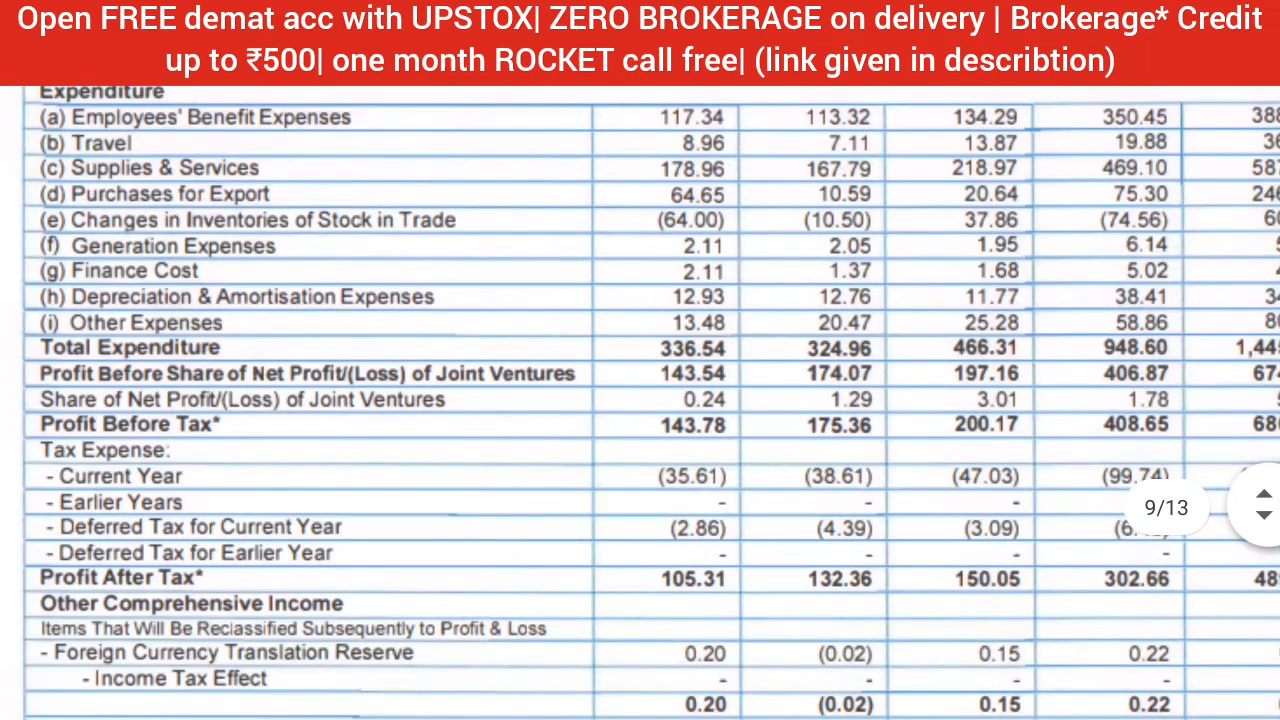 Open FREE demat acc with UPSTOX| ZERO BROKERAGE on delivery | Brokerage* Credit
up to ₹500| one month ROCKET call free| (link given in describtion)
Expenditure
(a) Employees' Benefit Expenses 117.34 113.32 134.29 350.45 388
(b) Travel 8.96 7.11 13.87 19.88 36
(c) Supplies & Services 178.96 167.79 218.97 469.10 587
(d) Purchases for Export 64.65 10.59 20.64 75.30 246
(e) Changes in Inventories of Stock in Trade (64.00) (10.50) 37.86 (74.56)
(f) Generation Expenses 2.11 2.05 1.95 6.14
(g) Finance Cost 2.11 1.37 1.68 5.02
(h) Depreciation & Amortisation Expenses 12.93 12.76 11.77 38.41
(i) Other Expenses 13.48 20.47 25.28 58.86
Total Expenditure 336.54 324.96 466.31 948.60
Profit Before Share of Net Profit/(Loss) of Joint Ventures 143.54 174.07 197.16 406.87
Share of Net Profit/(Loss) of Joint Ventures 0.24 1.29 3.01 1.78
Profit Before Tax* 143.78 175.36 200.17 408.65
Tax Expense:
- Current Year (35.61) (38.61) (47.03) (99.74)
- Earlier Years - - -
9/13
- Deferred Tax for Current Year (2.86) (4.39) (3.09)
- Deferred Tax for Earlier Year - - - -
Profit After Tax* 105.31 132.36 150.05 302.66
Other Comprehensive Income
Items That Will Be Reclassified Subsequently to Profit & Loss
- Foreign Currency Translation Reserve 0.20 (0.02) 0.15 0.22
- Income Tax Effect - - - -
0.20 (0.02) 0.15 0.22